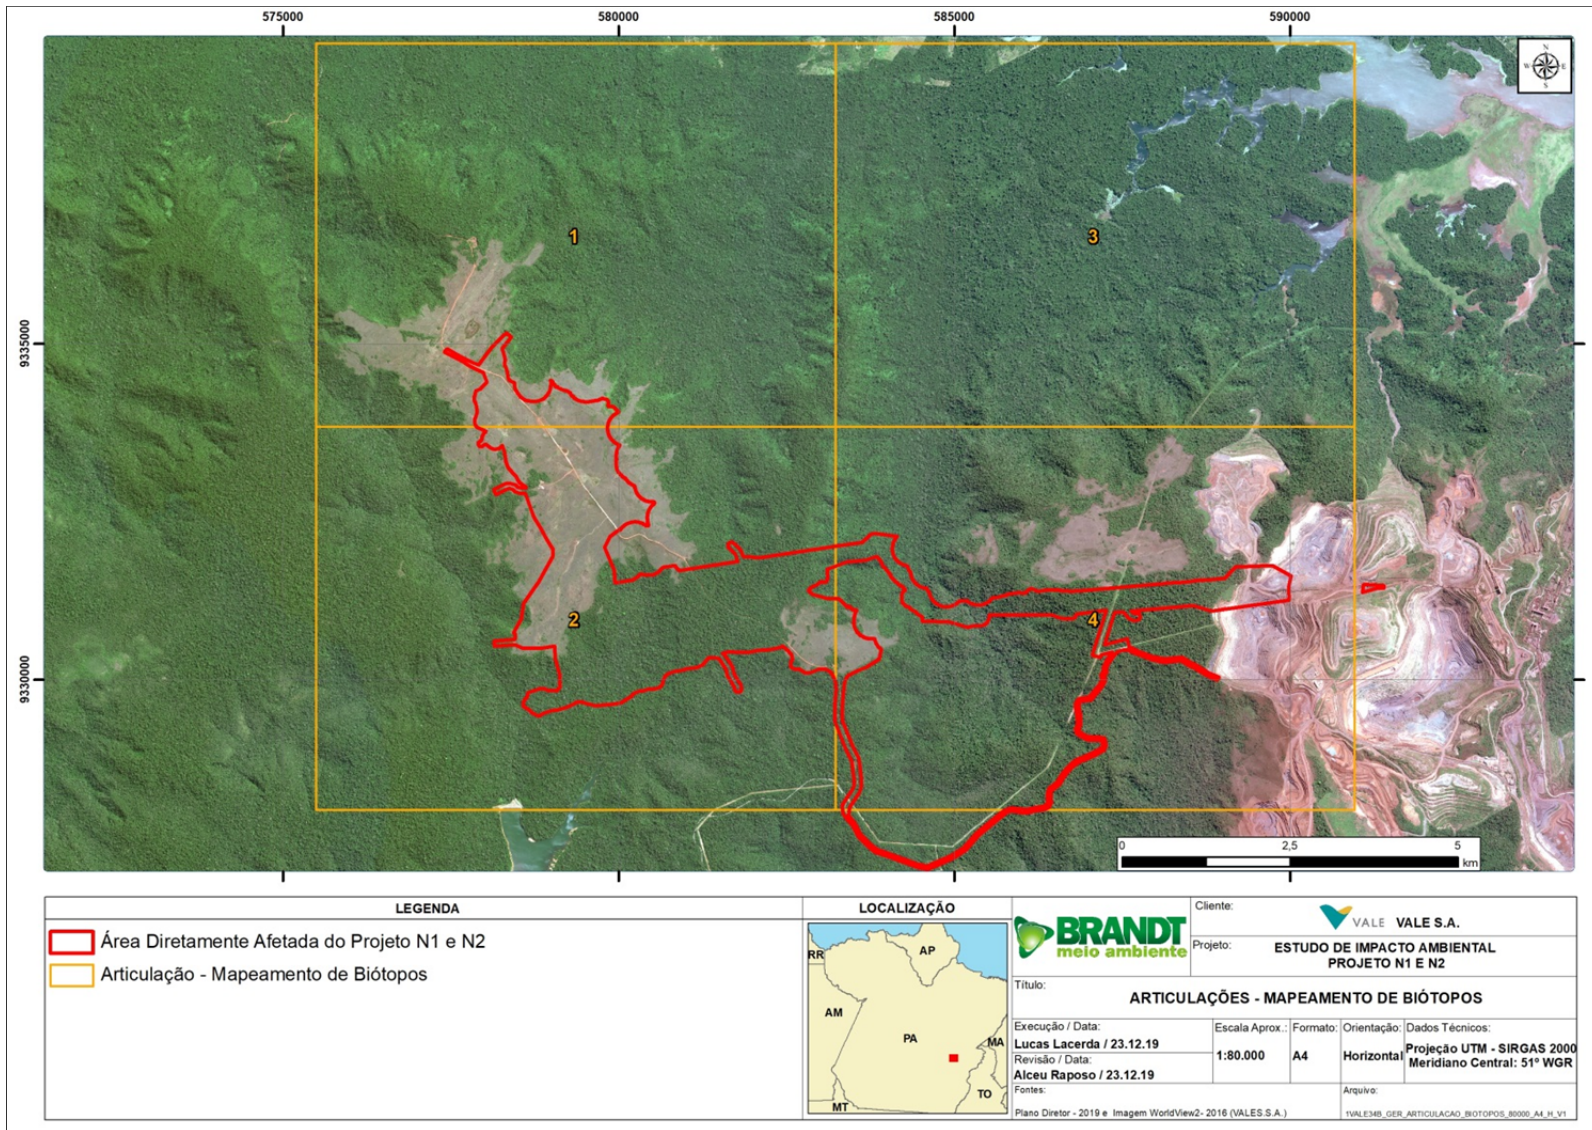 575000
580000
585000
590000
N
W
E
S
1
3
9335000
9335000
2
4
9330000
9330000
0
2,5
5
km
LEGENDA
Área Diretamente Afetada do Projeto N1 e N2
Articulação - Mapeamento de Biótopos
LOCALIZAÇÃO
RR
AP
AM
PA
MA
TO
MT
BRANDT
meio ambiente
Cliente:
VALE VALE S.A.
Projeto:
ESTUDO DE IMPACTO AMBIENTAL
PROJETO N1 E N2
Título:
ARTICULAÇÕES - MAPEAMENTO DE BIÓTOPOS
Execução / Data:
Lucas Lacerda / 23.12.19
Revisão / Data:
Alceu Raposo / 23.12.19
Escala Aprox.:
1:80.000
Formato:
A4
Orientação:
Horizontal
Dados Técnicos:
Projeção UTM - SIRGAS 2000
Meridiano Central: 51º WGR
Fontes:
Plano Diretor - 2019 e Imagem WorldView2- 2016 (VALES.S.A.)
Arquivo:
1VALE34B_GER_ARTICULACAO_BIOTOPOS_80000_A4_H_V1